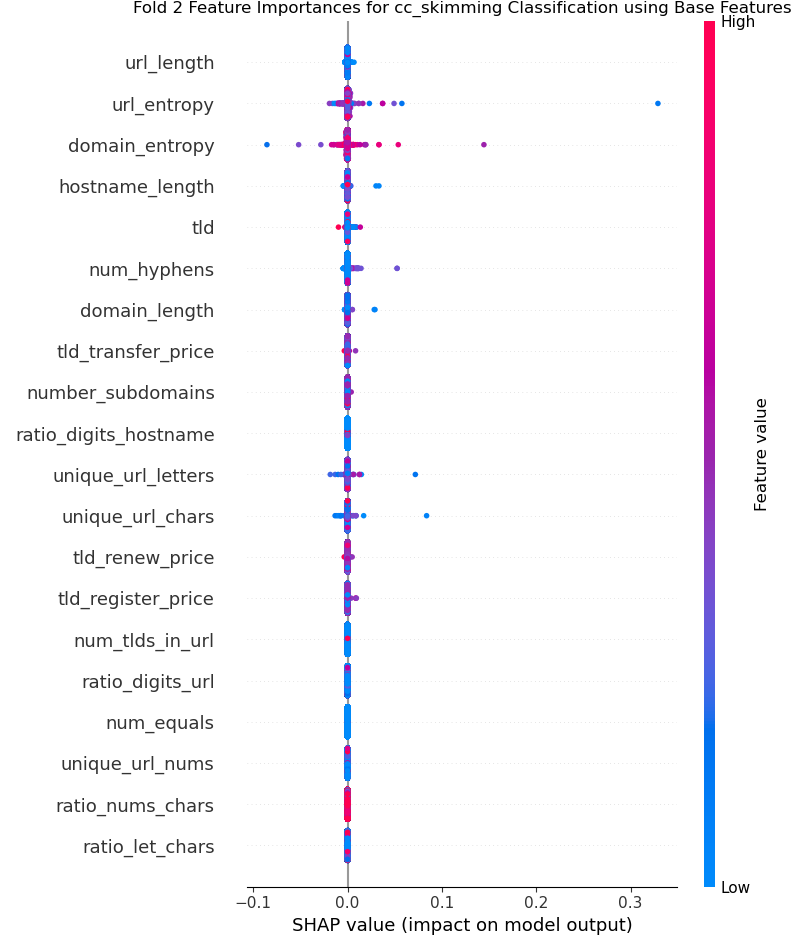 Fold 2 Feature Importances for cc_skimming Classification using Base Features
High
url_length
url_entropy
domain_entropy
hostname_length
tld
num_hyphens
domain_length
tld_transfer_price
number_subdomains
ratio_digits_hostname
unique_url_letters
unique_url_chars
tld_renew_price
tld_register_price
num_tlds_in_url
ratio_digits_url
num_equals
unique_url_nums
ratio_nums_chars
ratio_let_chars
Feature value
Low
−0.1 0.0 0.1 0.2 0.3
SHAP value (impact on model output)